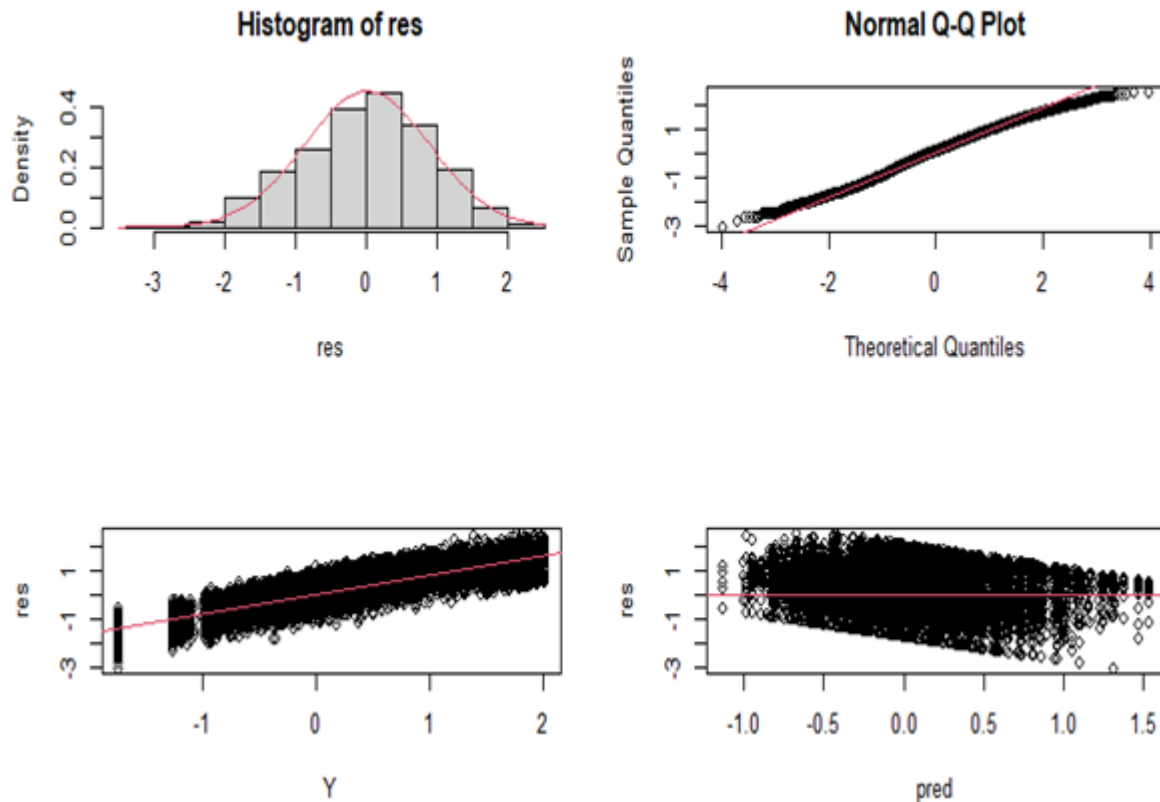 Histogram of res
Density
0.0 0.2 0.4
-3 -2 -1 0 1 2
res
Normal Q-Q Plot
Sample Quantiles
-3 -1 1
-4 -2 0 2 4
Theoretical Quantiles
res
-3 -1 1
-1 0 1 2
Y
res
-3 -1 1
-1.0 -0.5 0.0 0.5 1.0 1.5
pred